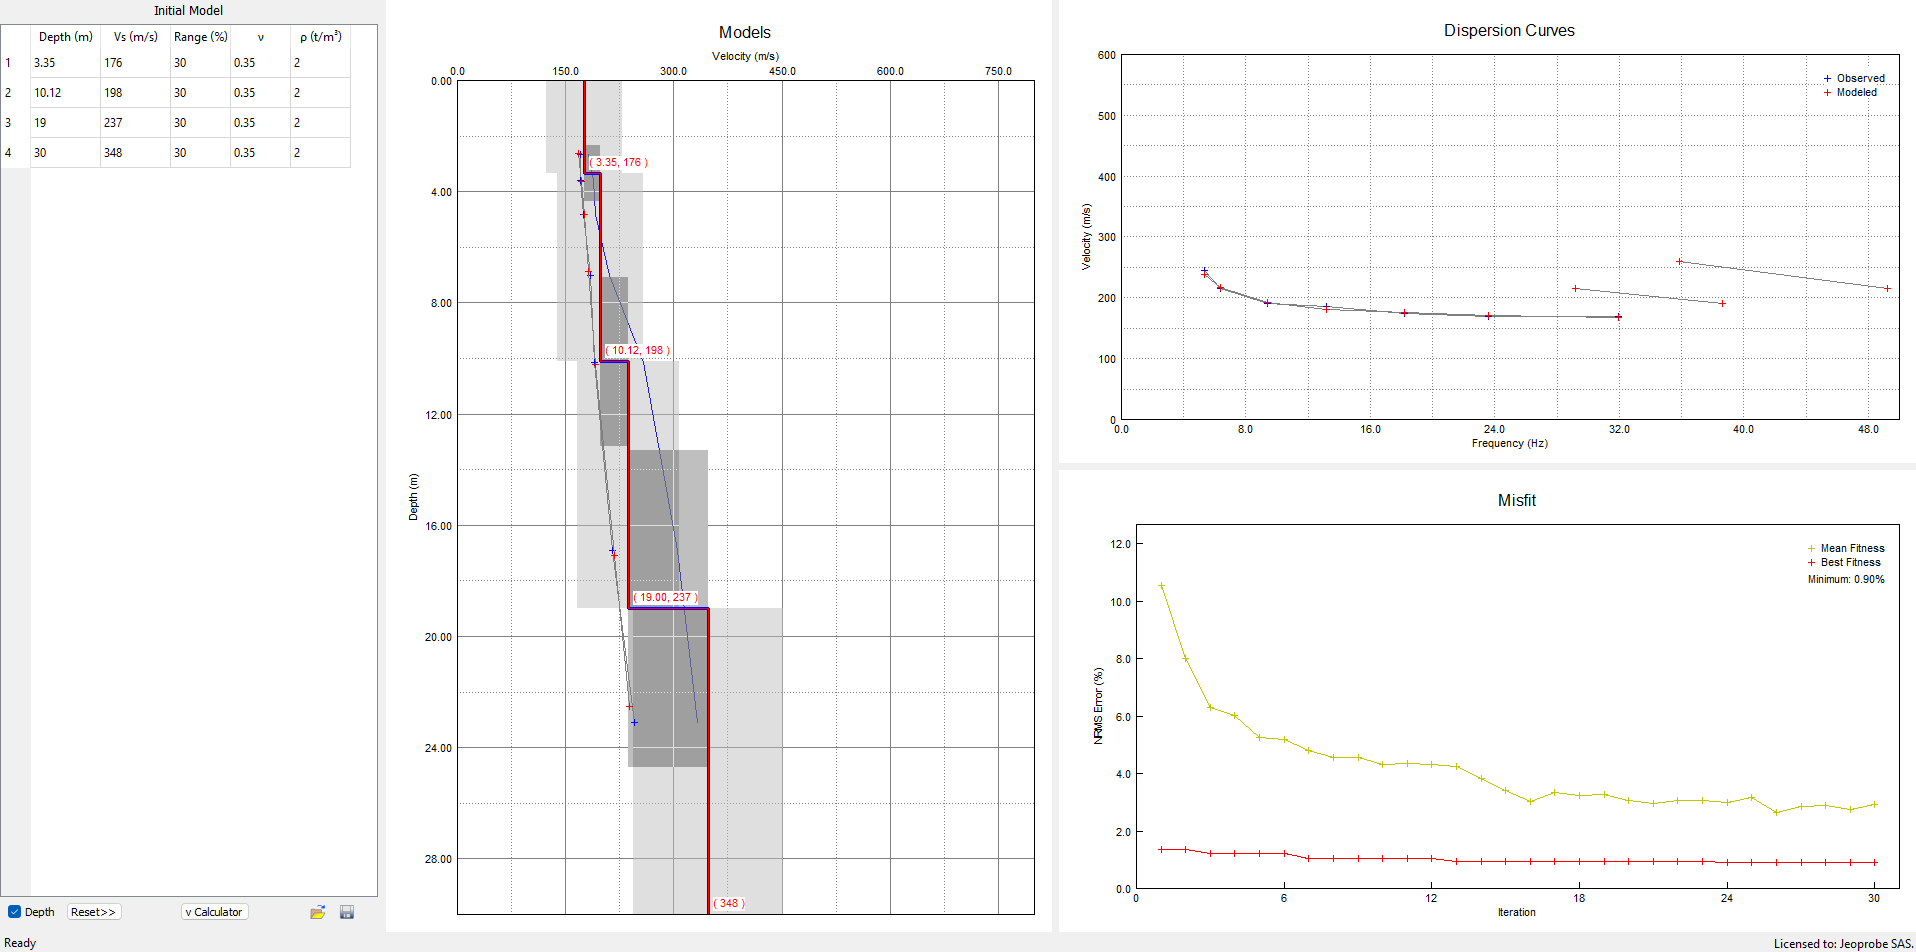 Initial Model
Depth (m) Vs (m/s) Range (%) ν ρ (t/m³)
1 3.35 176 30 0.35 2
2 10.12 198 30 0.35 2
3 19 237 30 0.35 2
4 30 348 30 0.35 2
Depth Reset>> v Calculator
Ready
Models
Velocity (m/s)
0.0 150.0 300.0 450.0 600.0 750.0
0.00
4.00
8.00
12.00
16.00
20.00
24.00
28.00
Depth (m)
( 3.35, 176 )
( 10.12, 198 )
( 19.00, 237 )
( 348 )
Dispersion Curves
600
500
400
300
200
100
0
Velocity (m/s)
Observed
Modeled
0.0 8.0 16.0 24.0 32.0 40.0 48.0
Frequency (Hz)
Misfit
12.0
10.0
8.0
6.0
4.0
2.0
0.0
NRMS Error (%)
Mean Fitness
Best Fitness
Minimum: 0.90%
0 6 12 18 24 30
Iteration
Licensed to: Jeoprobe SAS.